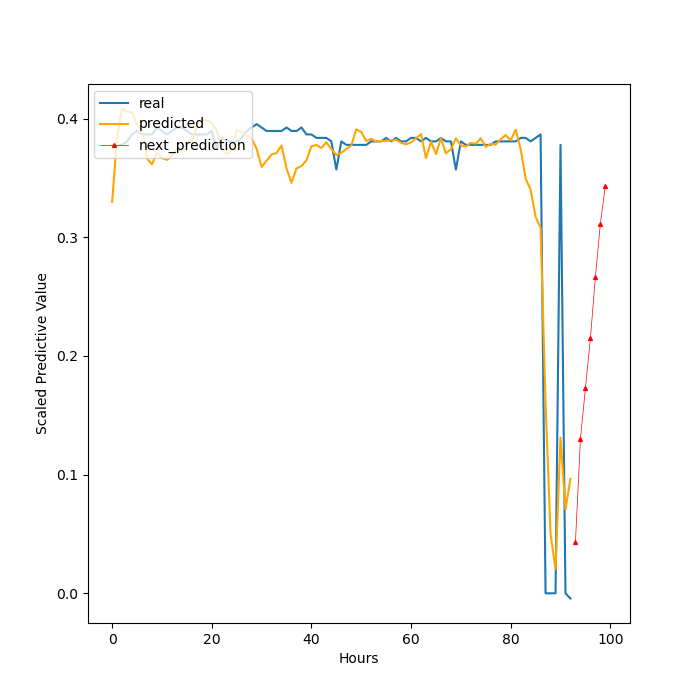 real
predicted
next_prediction
0.4
0.3
0.2
0.1
0.0
Scaled Predictive Value
0 20 40 60 80 100
Hours